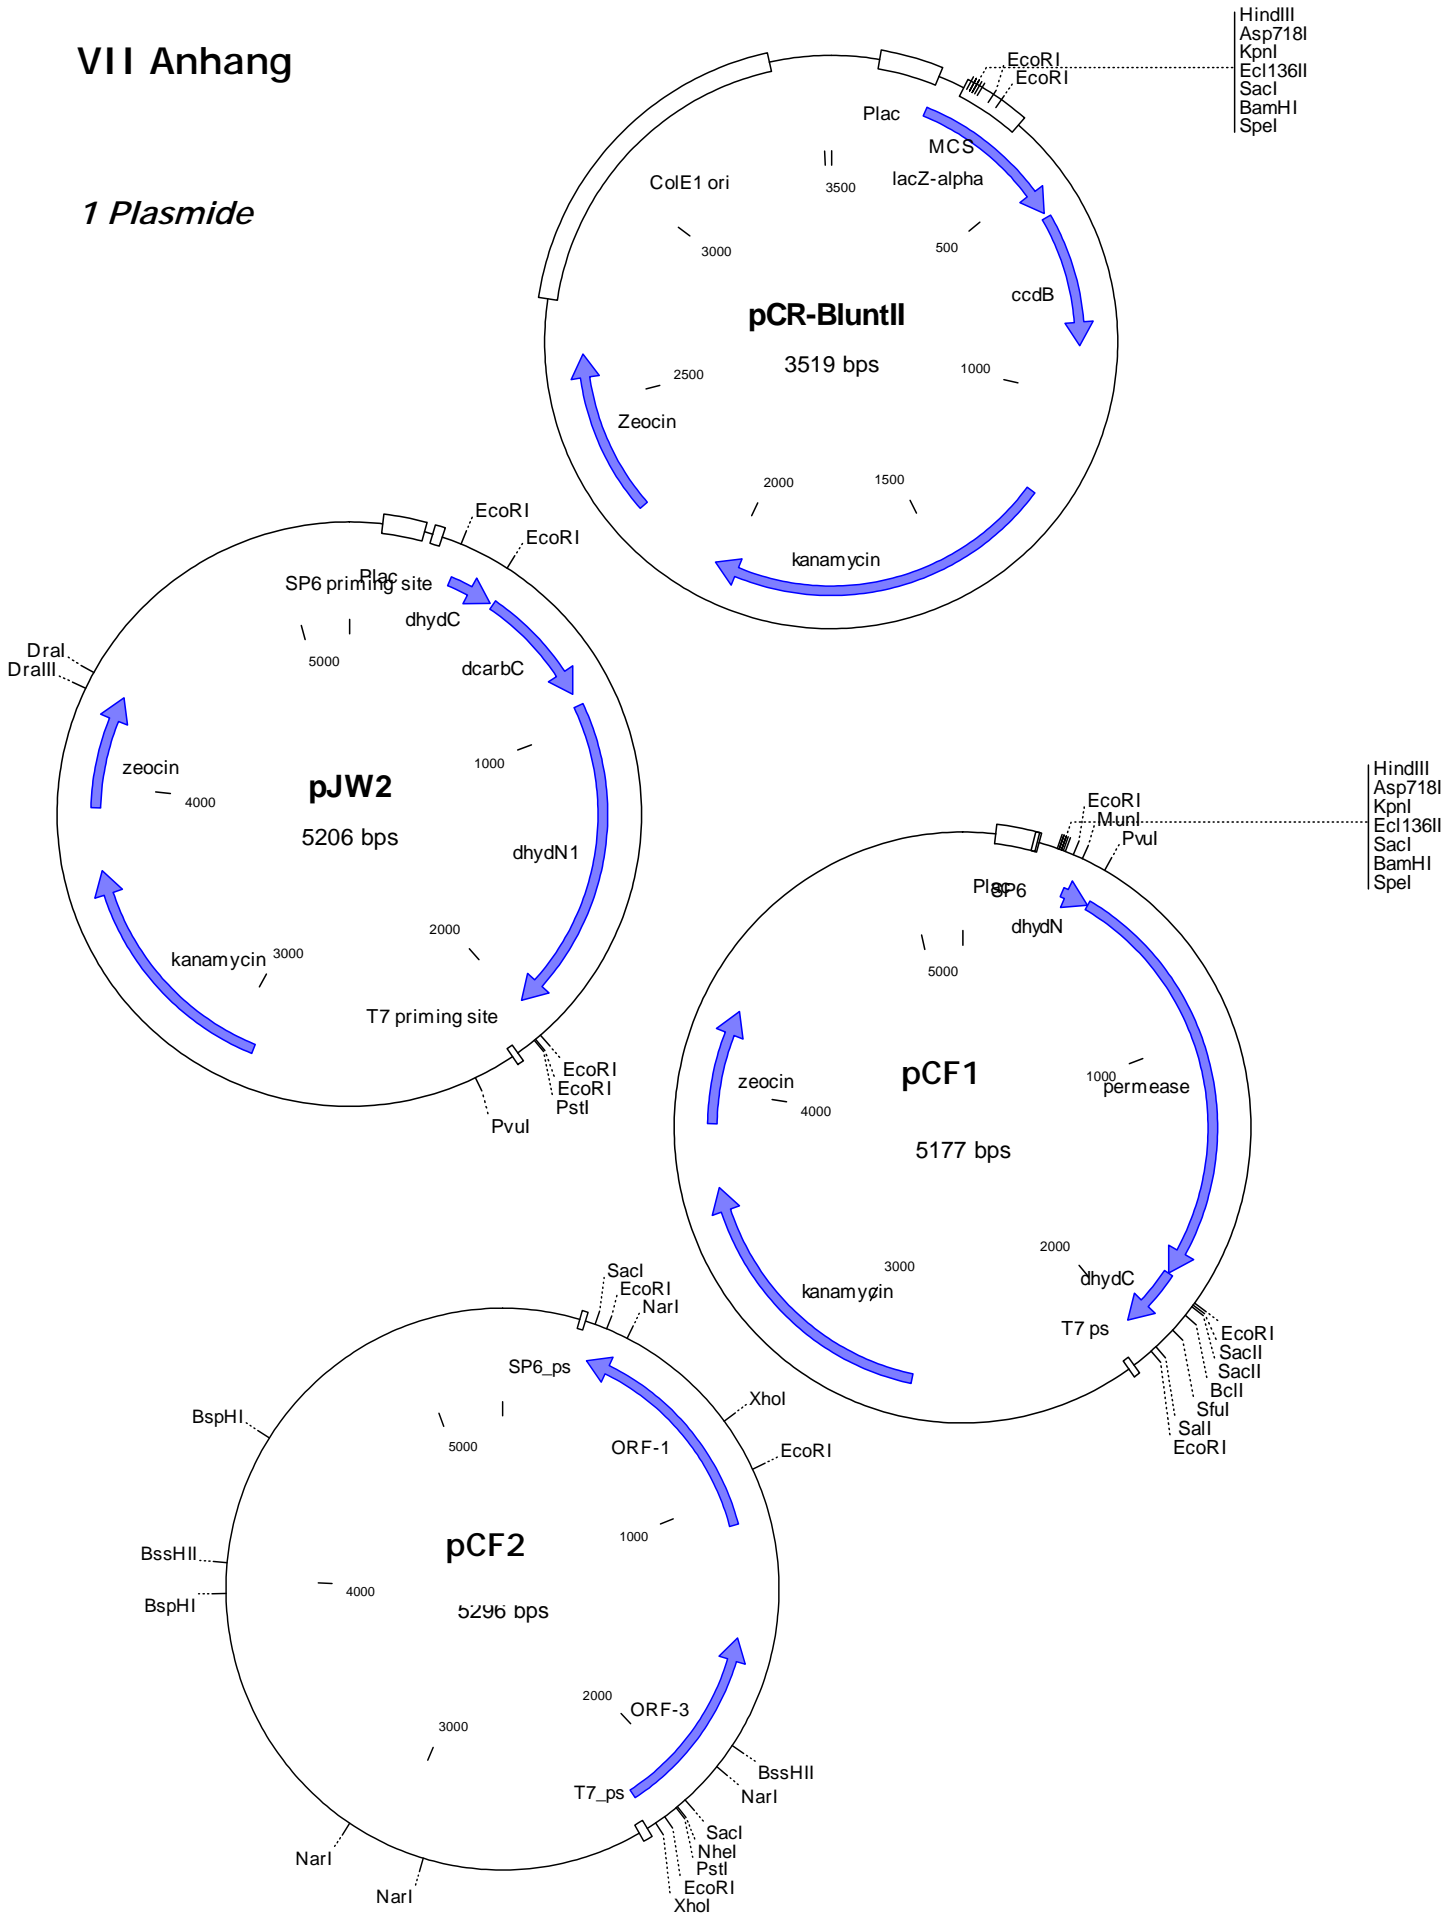 VII Anhang
1 Plasmide
HindIII
Asp718I
KpnI
Ecl136II
SacI
BamHI
SpeI
EcoRI
EcoRI
Plac
MCS
lacZ-alpha
ColE1 ori
3500
500
3000
ccdB
pCR-BluntII
3519 bps
1000
2500
Zeocin
2000
1500
kanamycin
EcoRI
EcoRI
Plac
SP6 priming site
dhydC
5000
dcarbC
DraI
DraIII
1000
zeocin
4000
pJW2
5206 bps
dhydN1
2000
kanamycin
3000
T7 priming site
EcoRI
EcoRI
PstI
PvuI
HindIII
Asp718I
KpnI
Ecl136II
SacI
BamHI
SpeI
EcoRI
MunI
PvuI
Plac
SP6
dhydN
5000
pCF1
1000
permease
zeocin
4000
5177 bps
2000
dhydC
3000
kanamycin
T7 ps
EcoRI
SacII
SacII
BclI
SfuI
SalI
EcoRI
SacI
EcoRI
NarI
SP6_ps
XhoI
BspHI
5000
ORF-1
EcoRI
1000
pCF2
BssHII
4000
BspHI
5296 bps
2000
ORF-3
3000
BssHII
NarI
T7_ps
SacI
NheI
PstI
EcoRI
XhoI
NarI
NarI